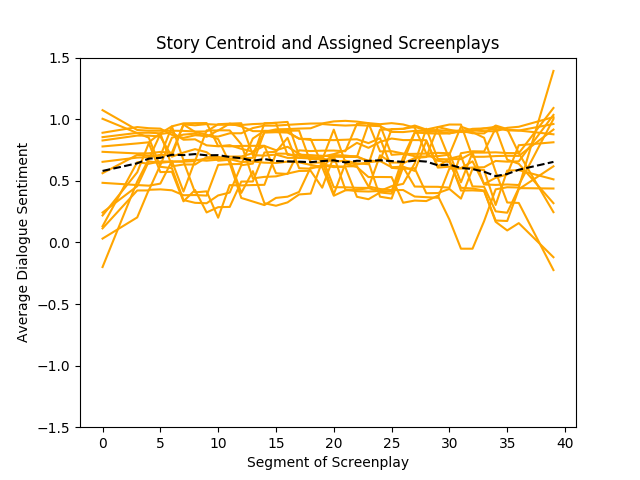 Story Centroid and Assigned Screenplays
Average Dialogue Sentiment
1.5
1.0
0.5
0.0
−0.5
−1.0
−1.5
0 5 10 15 20 25 30 35 40
Segment of Screenplay